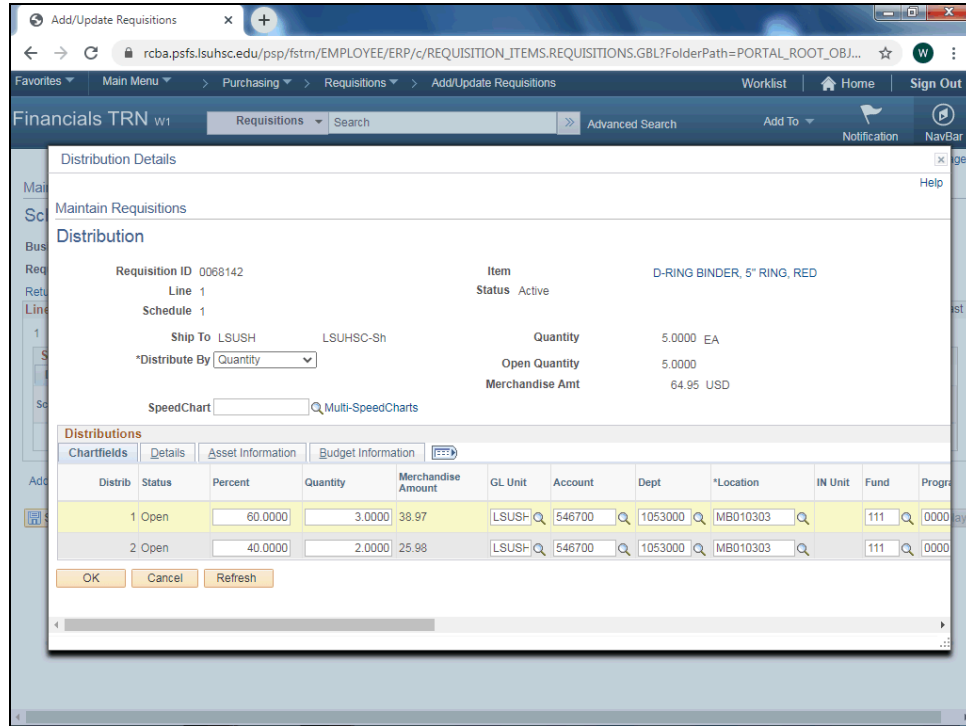 Add/Update Requisitions
rcba.psfs.lsuhsc.edu/psp/fstrn/EMPLOYEE/ERP/c/REQUISITION_ITEMS.REQUISITIONS.GBL?FolderPath=PORTAL_ROOT_OBJ... W
Favorites Main Menu > Purchasing > Requisitions > Add/Update Requisitions Worklist Home Sign Out
Financials TRN W1 Requisitions Search Advanced Search Add To Notification NavBar
Distribution Details
Help
Maintain Requisitions
Distribution
Requisition ID 0068142 Item D-RING BINDER, 5" RING, RED
Line 1 Status Active
Schedule 1
Ship To LSUSH LSUHSC-Sh Quantity 5.0000 EA
*Distribute By Quantity Open Quantity 5.0000
Merchandise Amt 64.95 USD
SpeedChart Multi-SpeedCharts
Distributions
Chartfields Details Asset Information Budget Information
Distrib Status Percent Quantity Merchandise Amount GL Unit Account Dept *Location IN Unit Fund Progra
1 Open 60.0000 3.0000 38.97 LSUSH 546700 1053000 MB010303 111 0000
2 Open 40.0000 2.0000 25.98 LSUSH 546700 1053000 MB010303 111 0000
OK Cancel Refresh